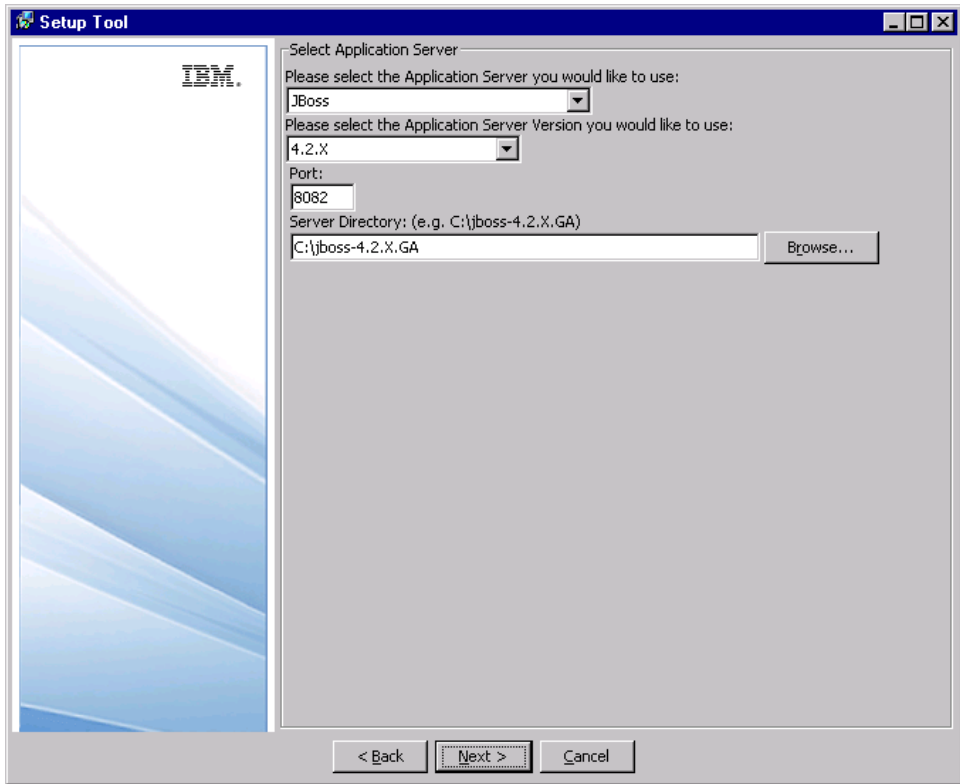 Setup Tool
IBM.
Select Application Server
Please select the Application Server you would like to use:
JBoss
Please select the Application Server Version you would like to use:
4.2.X
Port:
8082
Server Directory: (e.g. C:\jboss-4.2.X.GA)
C:\jboss-4.2.X.GA
Browse...
< Back
Next >
Cancel